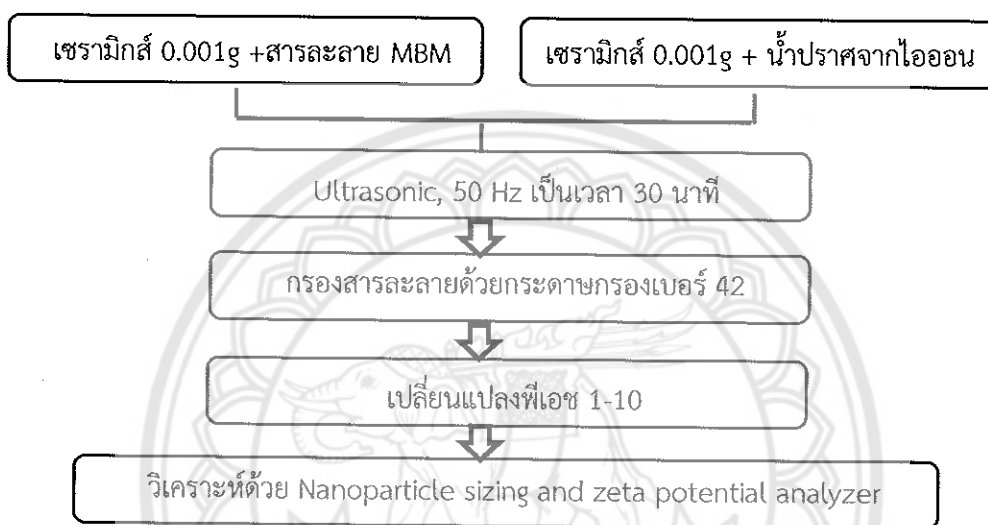 เซรามิกส์ 0.001g +สารละลาย MBM
เซรามิกส์ 0.001g + น้ำปราศจากไอออน
Ultrasonic, 50 Hz เป็นเวลา 30 นาที
กรองสารละลายด้วยกระดาษกรองเบอร์ 42
เปลี่ยนแปลงพีเอช 1-10
วิเคราะห์ด้วย Nanoparticle sizing and zeta potential analyzer